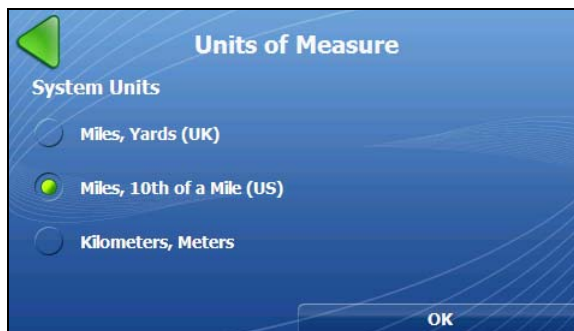 Units of Measure
System Units
Miles, Yards (UK)
Miles, 10th of a Mile (US)
Kilometers, Meters
OK